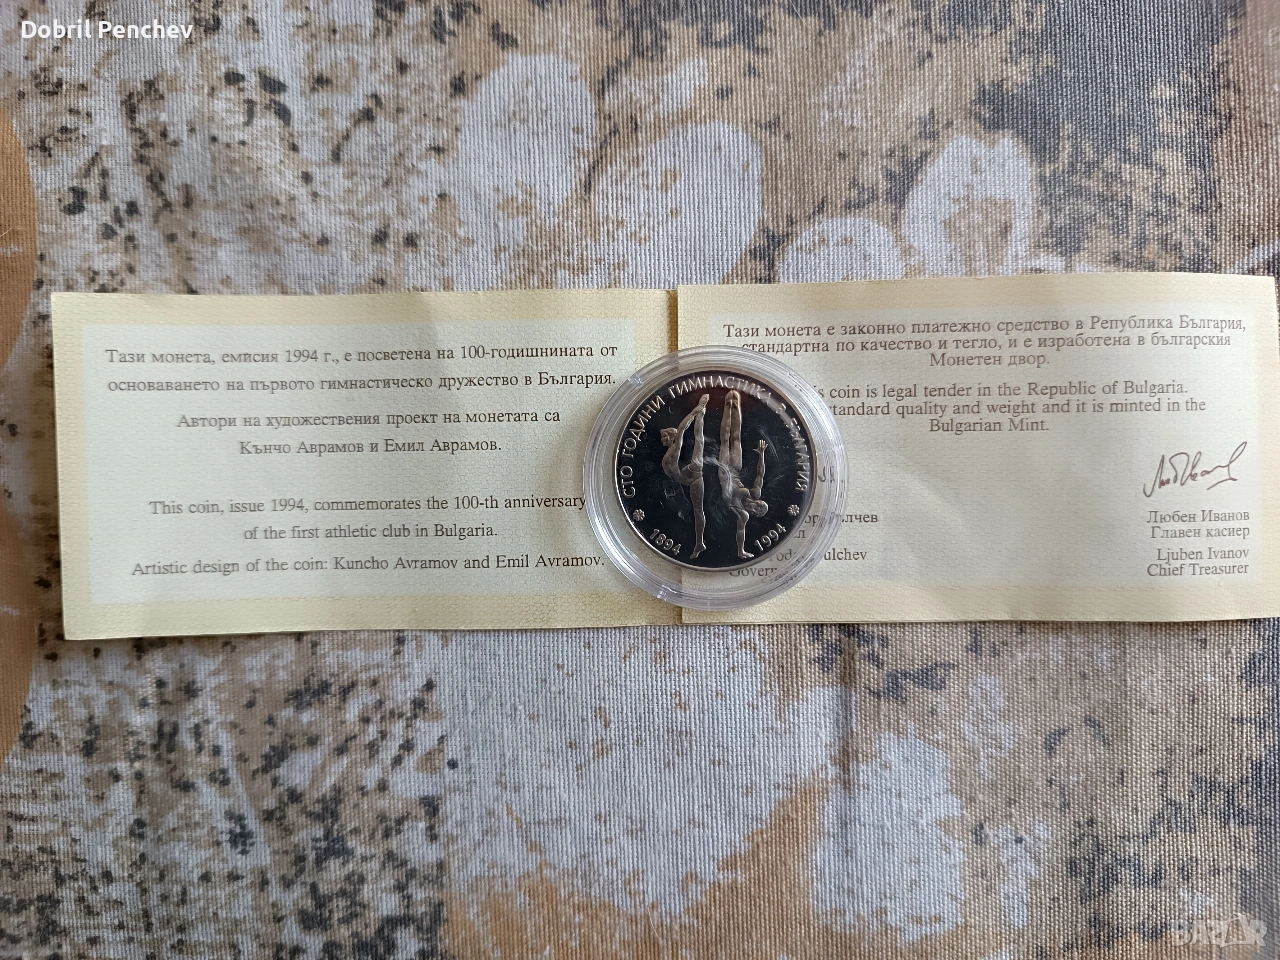 Dobril Penchev
Тази монета, емисия 1994 г., е посветена на 100-годишнината от
основаването на първото гимнастическо дружество в България.
Автори на художествения проект на монетата са
Кънчо Аврамов и Емил Аврамов.
This coin, issue 1994, commemorates the 100-th anniversary
of the first athletic club in Bulgaria.
Artistic design of the coin: Kuncho Avramov and Emil Avramov.
СТО ГОДИНИ ГИМНАСТИКА В БЪЛГАРИЯ
1894 1994
Тази монета е законно платежно средство в Република България,
стандартна по качество и тегло, и е изработена в българския
Монетен двор.
coin is legal tender in the Republic of Bulgaria.
standard quality and weight and it is minted in the
Bulgarian Mint.
Любен Иванов
Главен касиер
Ljuben Ivanov
Chief Treasurer
BAZAR